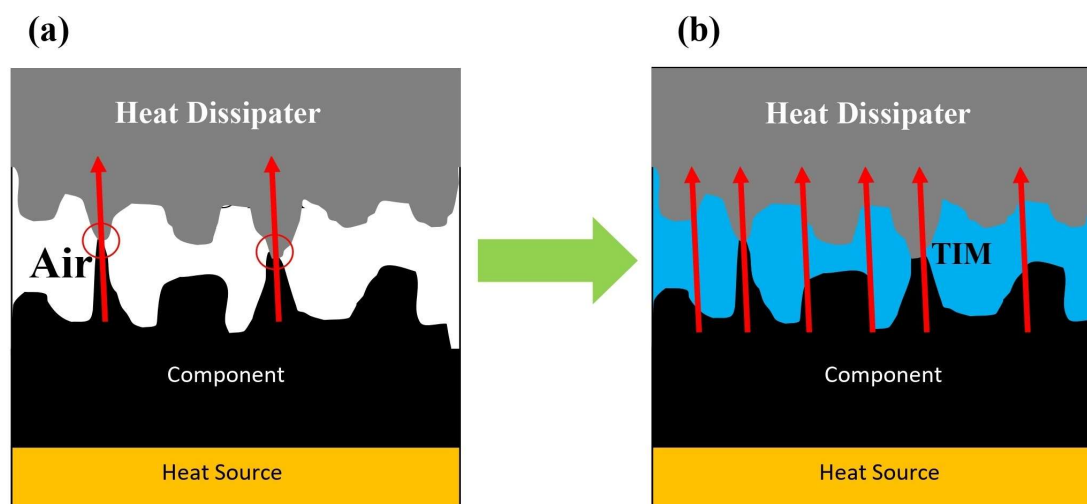 (a)
Heat Dissipater
Air
Component
Heat Source
(b)
Heat Dissipater
TIM
Component
Heat Source